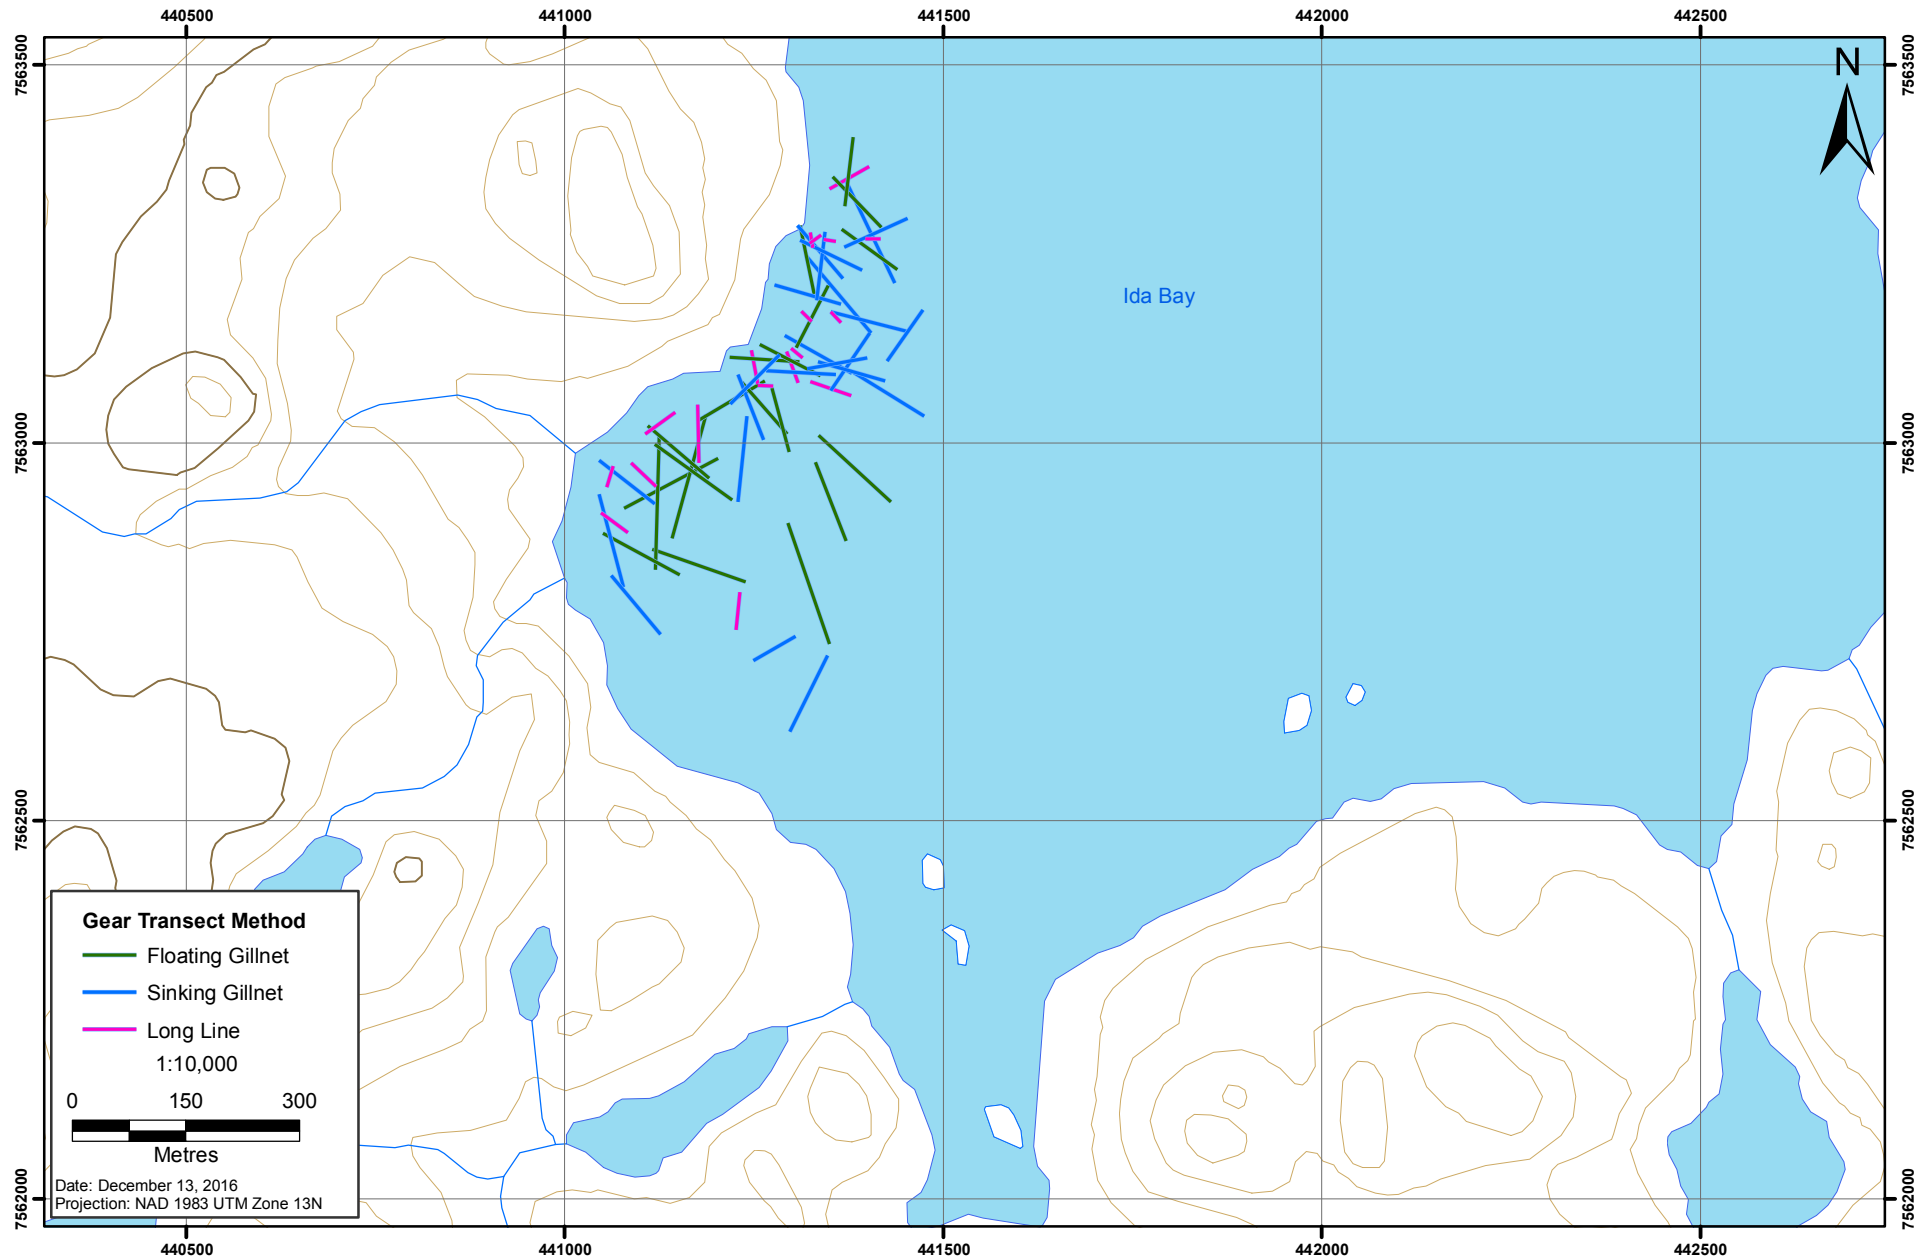 440500 441000 441500 442000 442500
7563500 7563500
N
Ida Bay
7563000 7563000
7562500 7562500
Gear Transect Method
Floating Gillnet
Sinking Gillnet
Long Line
1:10,000
0 150 300
Metres
Date: December 13, 2016
Projection: NAD 1983 UTM Zone 13N
7562000 7562000
440500 441000 441500 442000 442500